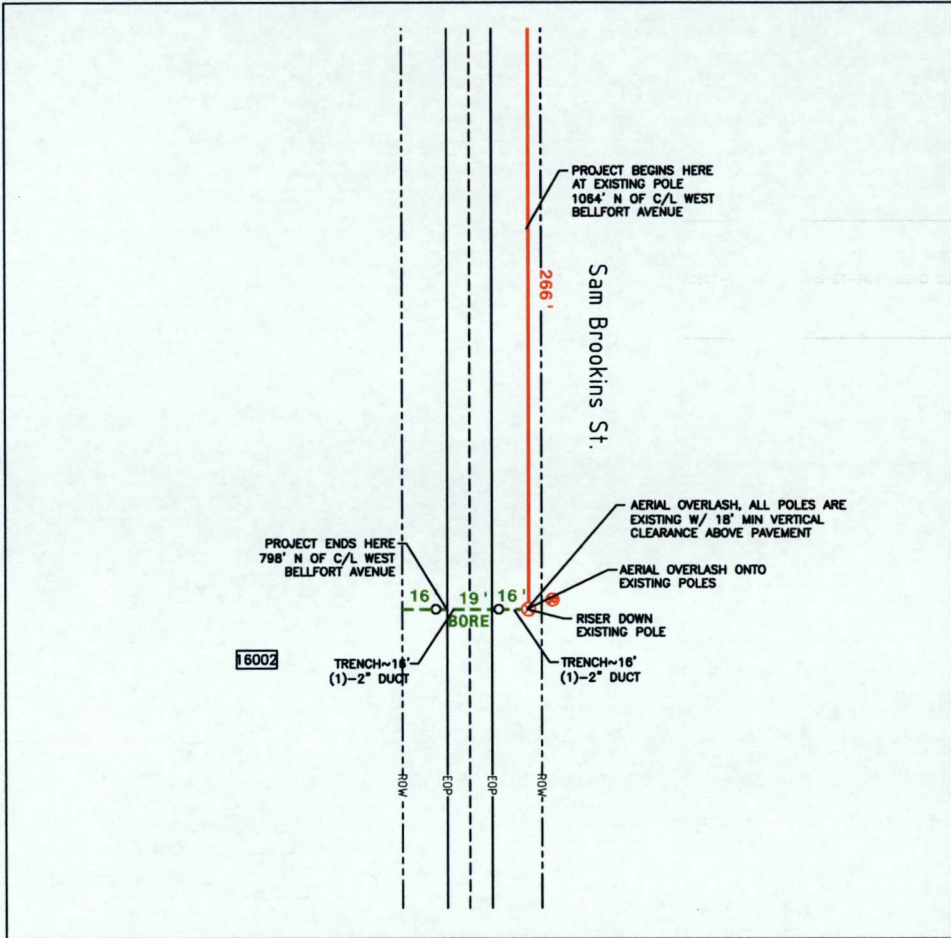 PROJECT BEGINS HERE
AT EXISTING POLE
1064' N OF C/L WEST
BELLFORT AVENUE
266'
Sam Brookins St.
AERIAL OVERLASH, ALL POLES ARE
EXISTING W/ 18' MIN VERTICAL
CLEARANCE ABOVE PAVEMENT
PROJECT ENDS HERE
798' N OF C/L WEST
BELLFORT AVENUE
AERIAL OVERLASH ONTO
EXISTING POLES
16 19' 16'
BORE
RISER DOWN
EXISTING POLE
16002
TRENCH~16'
(1)-2" DUCT
TRENCH~16'
(1)-2" DUCT
ROW EOP EOP ROW